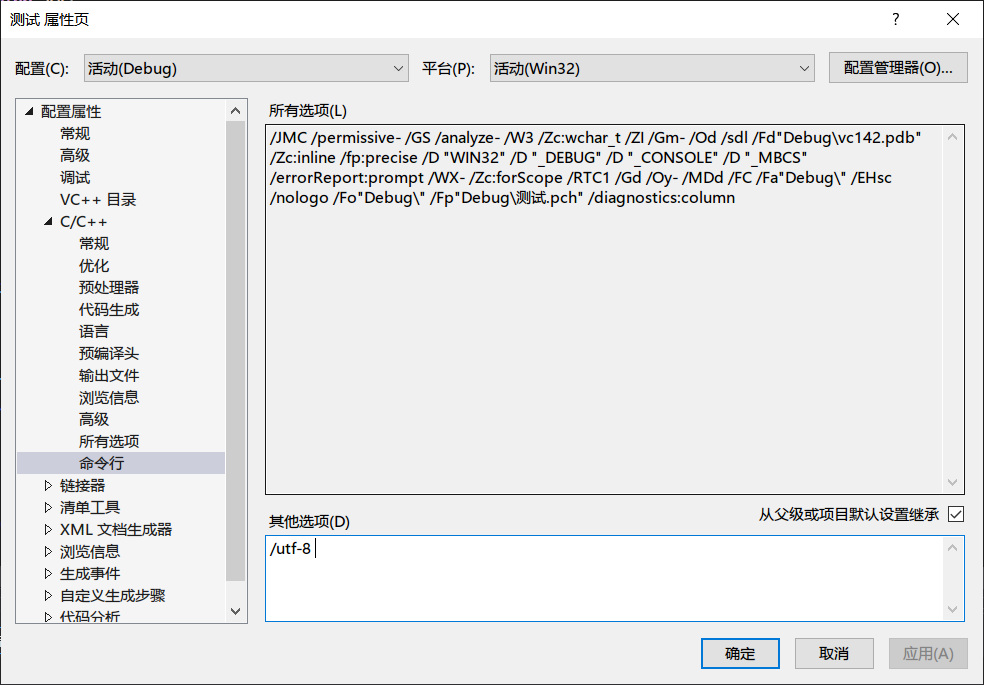 测试 属性页
?
配置(C):
活动(Debug)
平台(P):
活动(Win32)
配置管理器(O)...
配置属性
常规
高级
调试
VC++ 目录
C/C++
常规
优化
预处理器
代码生成
语言
预编译头
输出文件
浏览信息
高级
所有选项
命令行
链接器
清单工具
XML 文档生成器
浏览信息
生成事件
自定义生成步骤
代码分析
所有选项(L)
/JMC /permissive- /GS /analyze- /W3 /Zc:wchar_t /ZI /Gm- /Od /sdl /Fd"Debug\vc142.pdb"
/Zc:inline /fp:precise /D "WIN32" /D "_DEBUG" /D "_CONSOLE" /D "_MBCS"
/errorReport:prompt /WX- /Zc:forScope /RTC1 /Gd /Oy- /MDd /FC /Fa"Debug\" /EHsc
/nologo /Fo"Debug\" /Fp"Debug\测试.pch" /diagnostics:column
其他选项(D)
从父级或项目默认设置继承
/utf-8
确定
取消
应用(A)